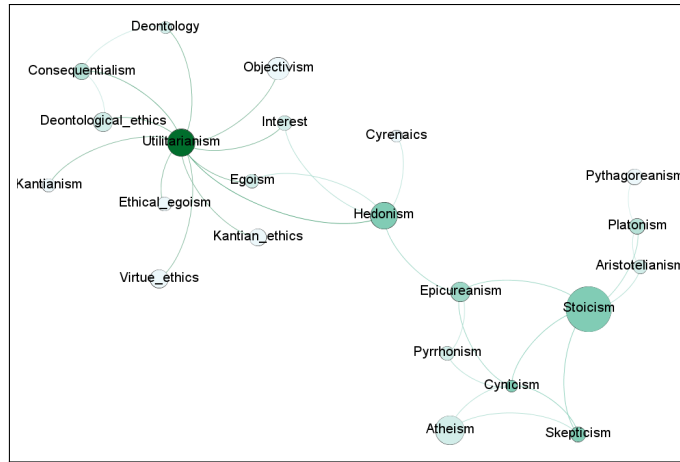 Deontology
Consequentialism
Objectivism
Deontological_ethics
Interest
Utilitarianism
Cyrenaics
Kantianism
Egoism
Pythagoreanism
Ethical_egoism
Hedonism
Platonism
Kantian_ethics
Virtue_ethics
Aristotelianism
Epicureanism
Stoicism
Pyrrhonism
Cynicism
Atheism
Skepticism